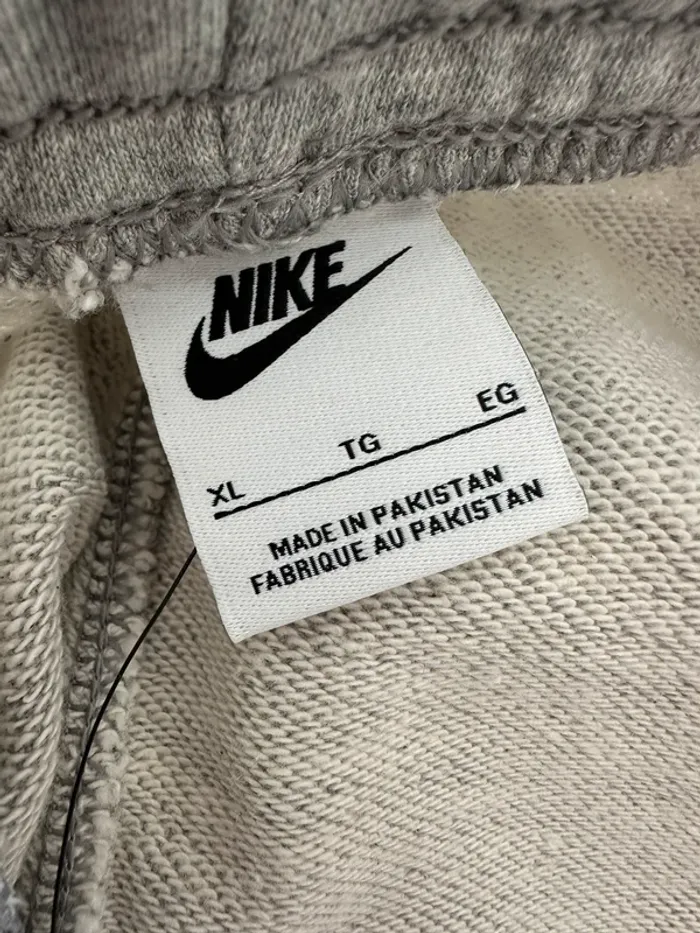 NIKE
XL TG EG
MADE IN PAKISTAN
FABRIQUE AU PAKISTAN